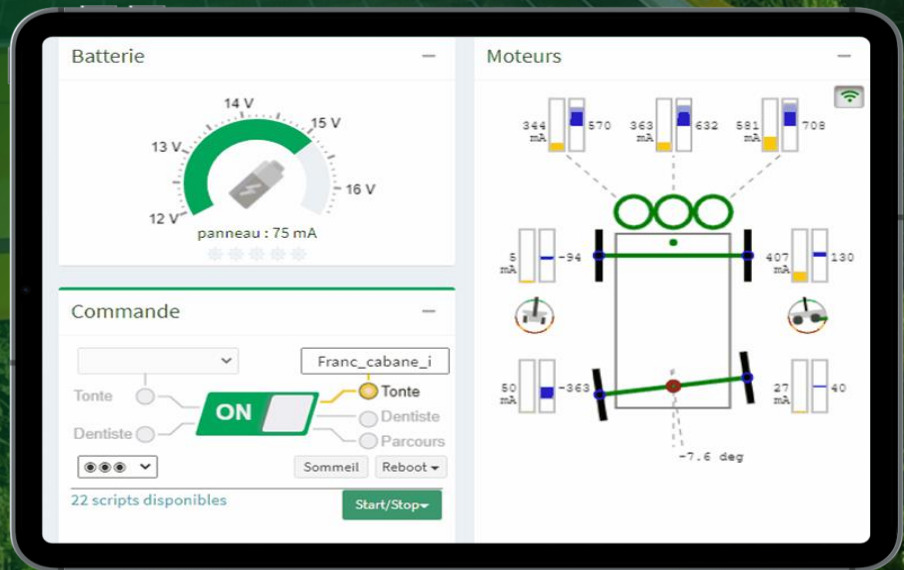 Batterie
14 V
13 V
15 V
12 V
16 V
panneau : 75 mA
Commande
Franc_cabane_i
Tonte
Tonte
ON
Dentiste
Dentiste
Parcours
Sommeil
Reboot
22 scripts disponibles
Start/Stop
Moteurs
344 mA
570
363 mA
632
581 mA
708
5 mA
-94
407 mA
130
50 mA
-363
27 mA
40
-7.6 deg